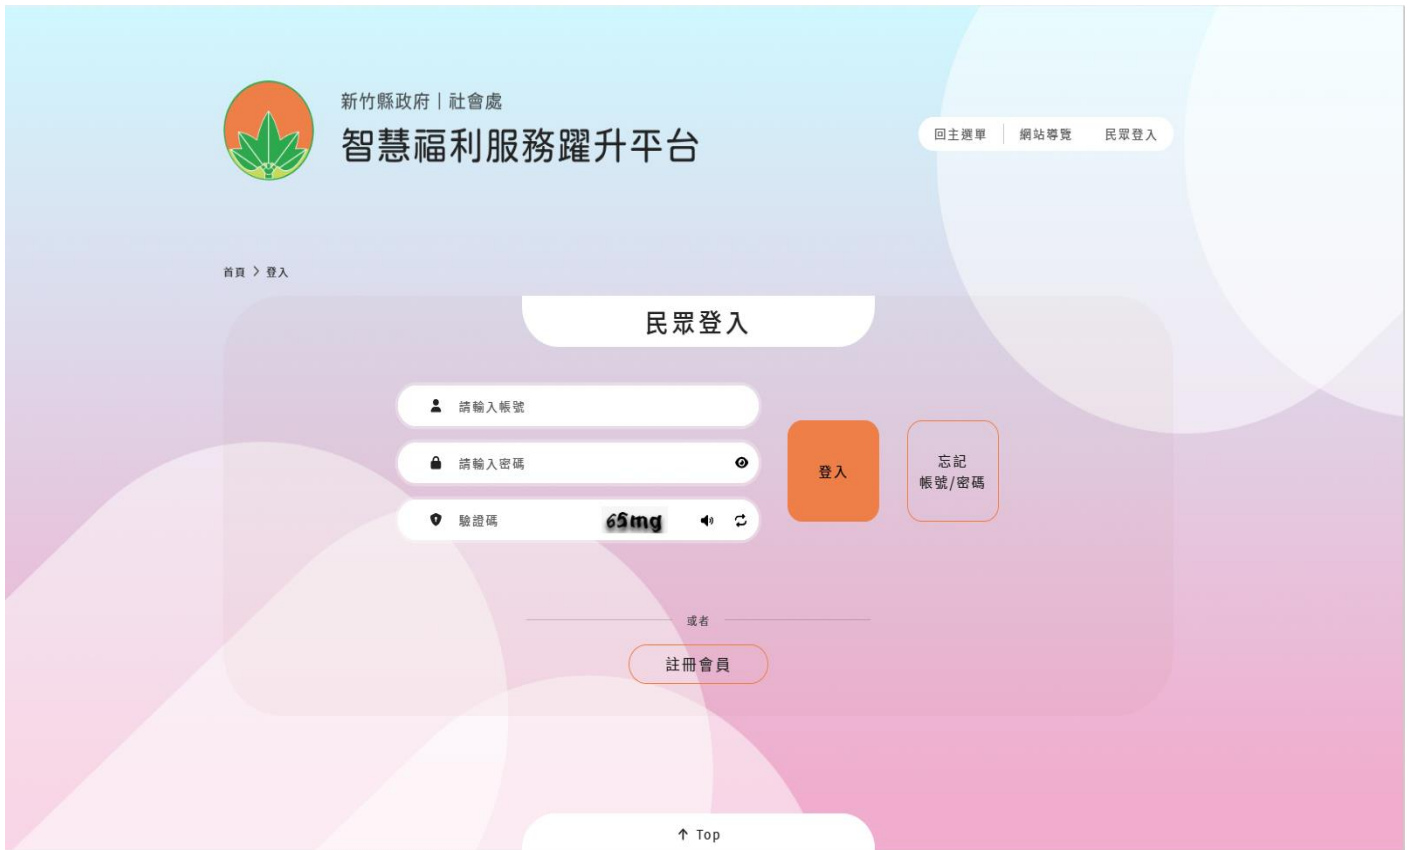 新竹縣政府｜社會處
智慧福利服務躍升平台
回主選單 網站導覽 民眾登入
首頁 > 登入
民眾登入
請輸入帳號
請輸入密碼
驗證碼 65mg
登入
忘記
帳號/密碼
或者
註冊會員
↑ Top